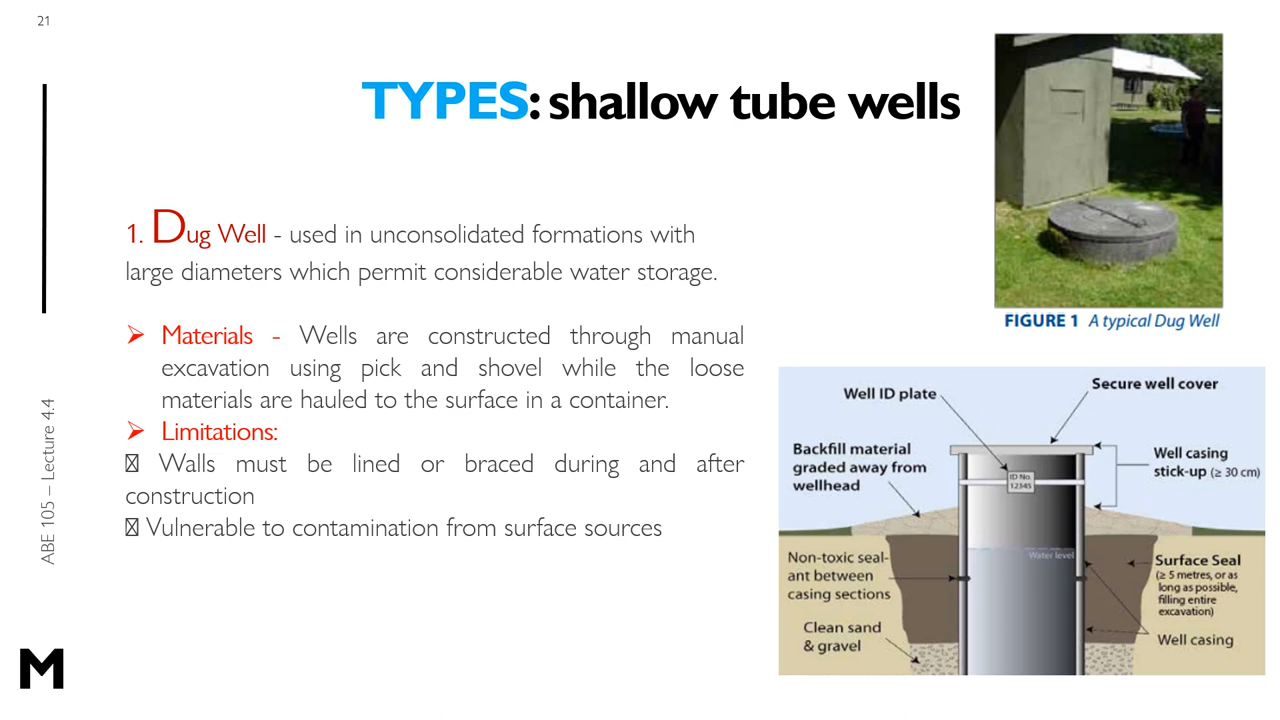 21
TYPES: shallow tube wells
1. Dug Well - used in unconsolidated formations with
large diameters which permit considerable water storage.
➢ Materials - Wells are constructed through manual
excavation using pick and shovel while the loose
materials are hauled to the surface in a container.
➢ Limitations:
Walls must be lined or braced during and after
construction
Vulnerable to contamination from surface sources
ABE 105 – Lecture 4.4
M
FIGURE 1 A typical Dug Well
Well ID plate
Secure well cover
Backfill material
graded away from
wellhead
Well casing
stick-up (≥ 30 cm)
ID No.
12345
Water level
Non-toxic seal-
ant between
casing sections
Surface Seal
(≥ 5 metres, or as
long as possible,
filling entire
excavation)
Clean sand
& gravel
Well casing